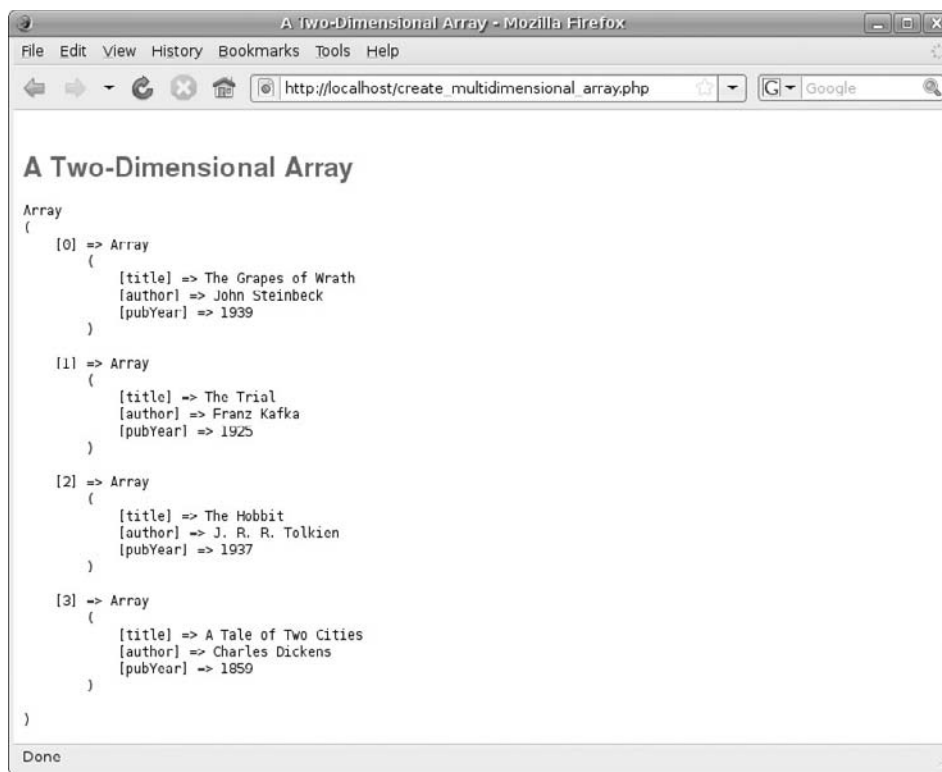 A Two-Dimensional Array - Mozilla Firefox
File Edit View History Bookmarks Tools Help
http://localhost/create_multidimensional_array.php G Google
A Two-Dimensional Array
Array
(
    [0] => Array
        (
            [title] => The Grapes of Wrath
            [author] => John Steinbeck
            [pubYear] => 1939
        )
    [1] => Array
        (
            [title] => The Trial
            [author] => Franz Kafka
            [pubYear] => 1925
        )
    [2] => Array
        (
            [title] => The Hobbit
            [author] => J. R. R. Tolkien
            [pubYear] => 1937
        )
    [3] => Array
        (
            [title] => A Tale of Two Cities
            [author] => Charles Dickens
            [pubYear] => 1859
        )
)
Done